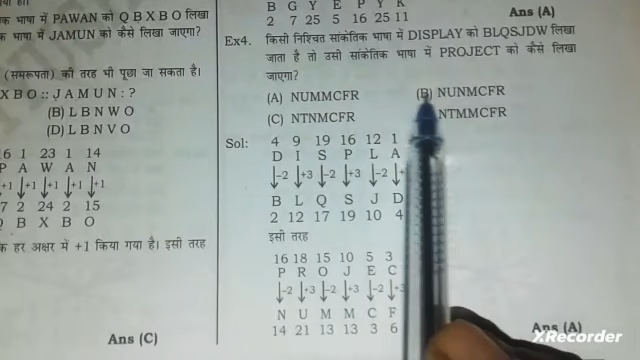 क भाषा में PAWAN को Q B X B O लिखा
क भाषा में JAMUN को कैसे लिखा जाएगा?
(समरूपता) की तरह भी पूछा जा सकता है।
X B O :: J A M U N : ?
(B) L B N W O
(D) L B N V O
6 1 23 1 14
P A W A N
+1 +1 +1 +1 +1
7 2 24 2 15
Q B X B O
के हर अक्षर में +1 किया गया है। इसी तरह
Ans (C)
B G Y E P Y K
2 7 25 5 16 25 11
Ans (A)
Ex4. किसी निश्चित सांकेतिक भाषा में DISPLAY को BLQSJDW लिखा
जाता है तो उसी सांकेतिक भाषा में PROJECT को कैसे लिखा
जाएगा?
(A) NUMMCFR (B) NUNMCFR
(C) NTNMCFR NTMMCFR
Sol: 4 9 19 16 12 1
D I S P L A
-2 +3 -2 +3 -2
B L Q S J D
2 12 17 19 10 4
इसी तरह
16 18 15 10 5 3
P R O J E C
-2 +3 -2 +3 -2 +3
N U M M C F
14 21 13 13 3 6
Ans (A)
XRecorder